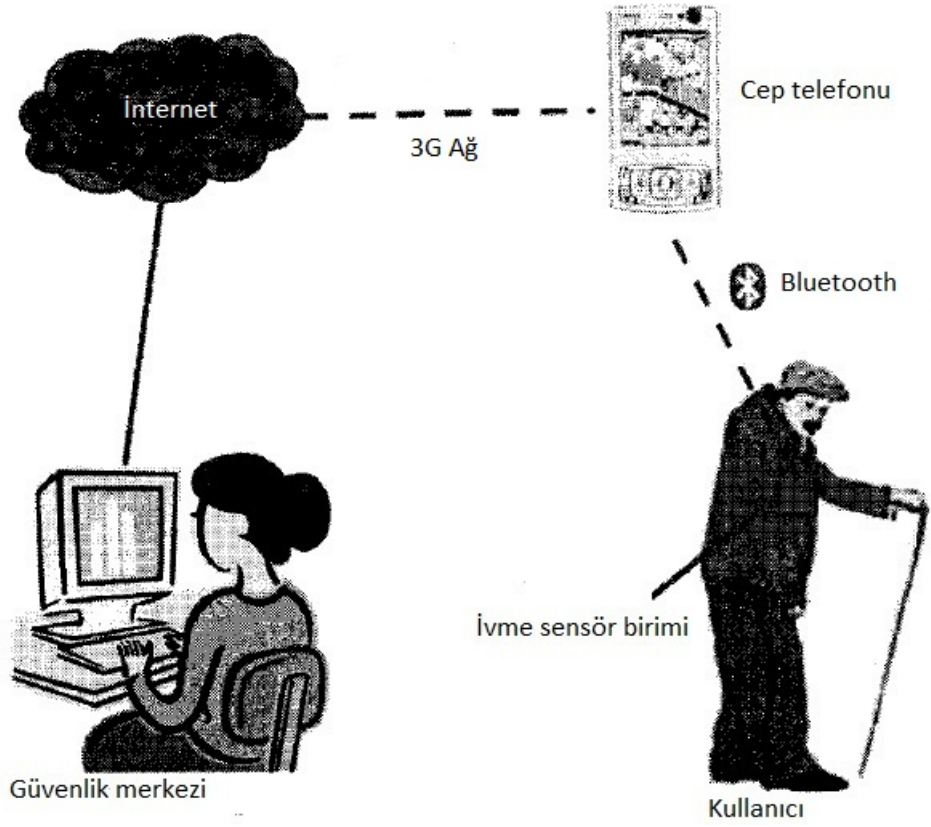 İnternet
Cep telefonu
3G Ağ
Bluetooth
İvme sensör birimi
Güvenlik merkezi
Kullanıcı